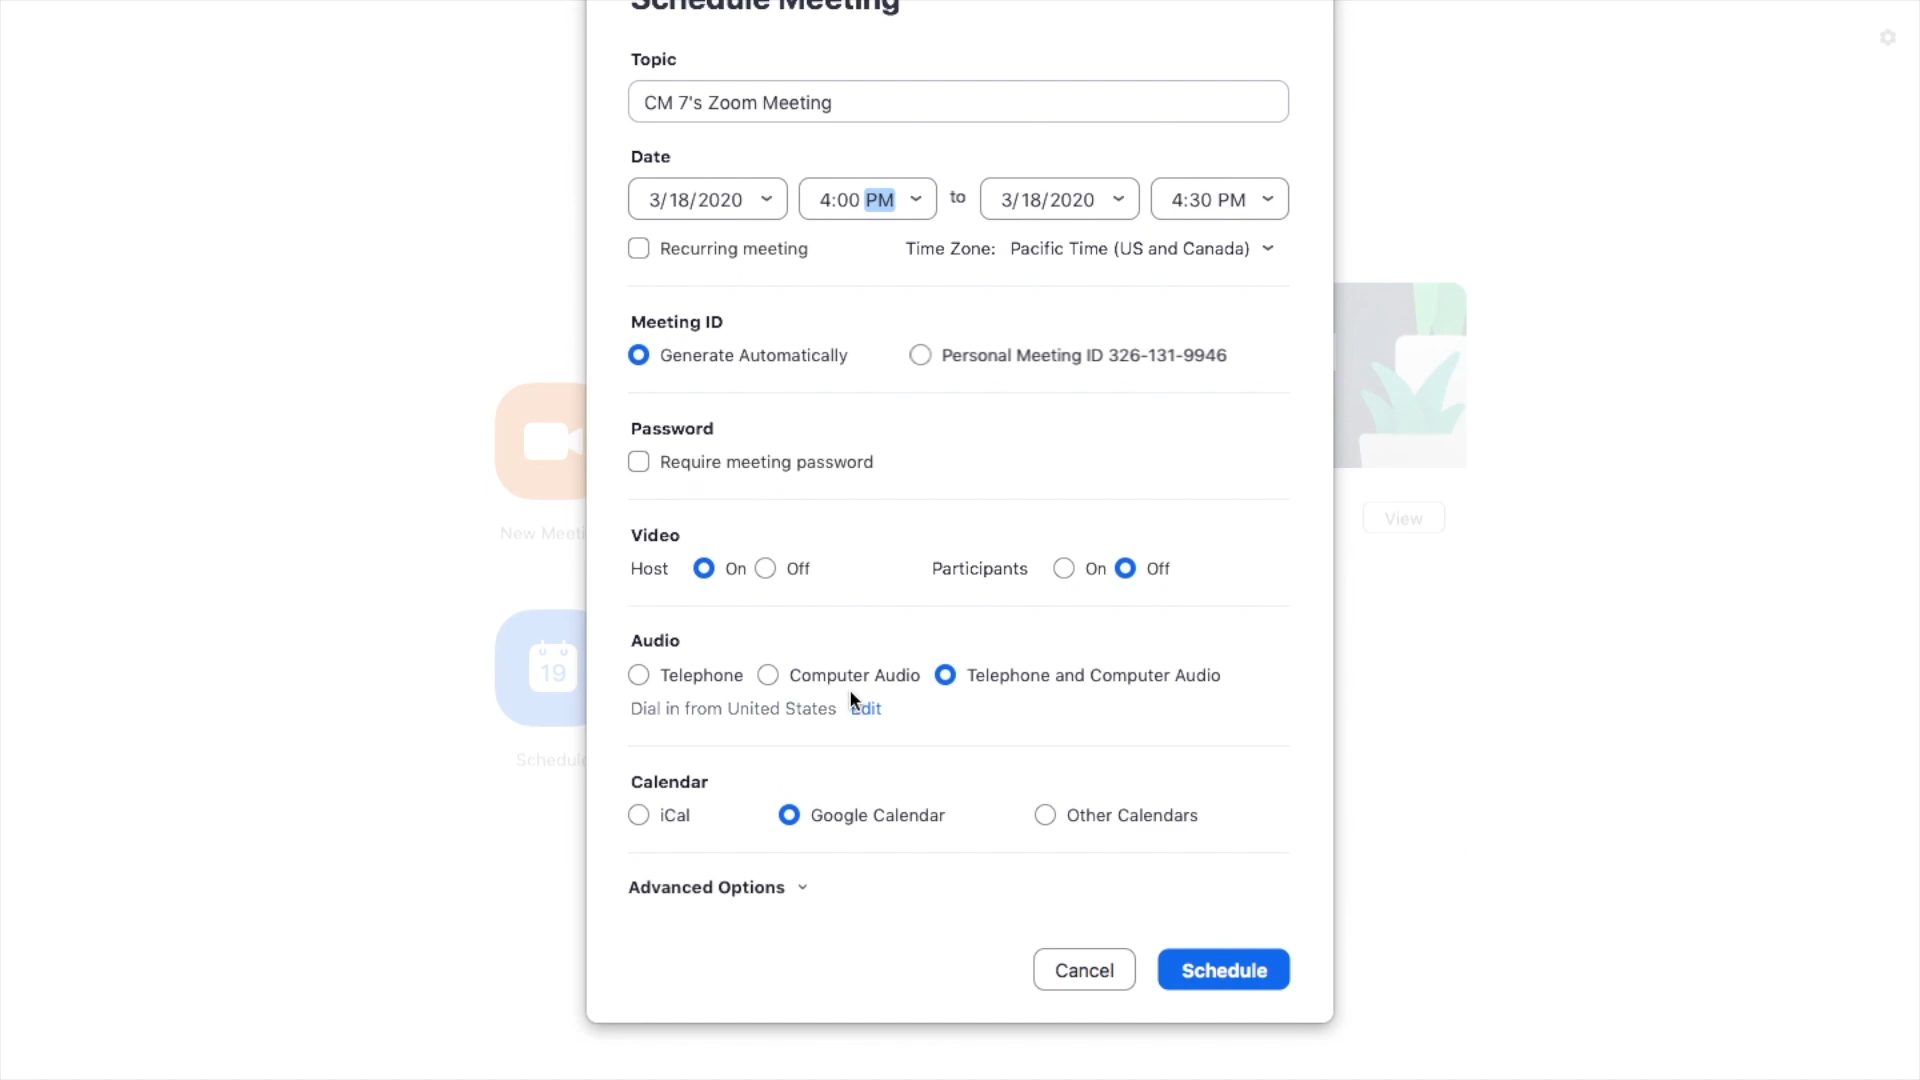 Schedule Meeting
Topic
CM 7's Zoom Meeting
Date
3/18/2020 4:00 PM to 3/18/2020 4:30 PM
Recurring meeting Time Zone: Pacific Time (US and Canada)
Meeting ID
Generate Automatically Personal Meeting ID 326-131-9946
Password
Require meeting password
New Meeti
View
Video
Host On Off Participants On Off
Audio
Telephone Computer Audio Telephone and Computer Audio
19
Dial in from United States Edit
Schedule
Calendar
iCal Google Calendar Other Calendars
Advanced Options
Cancel Schedule